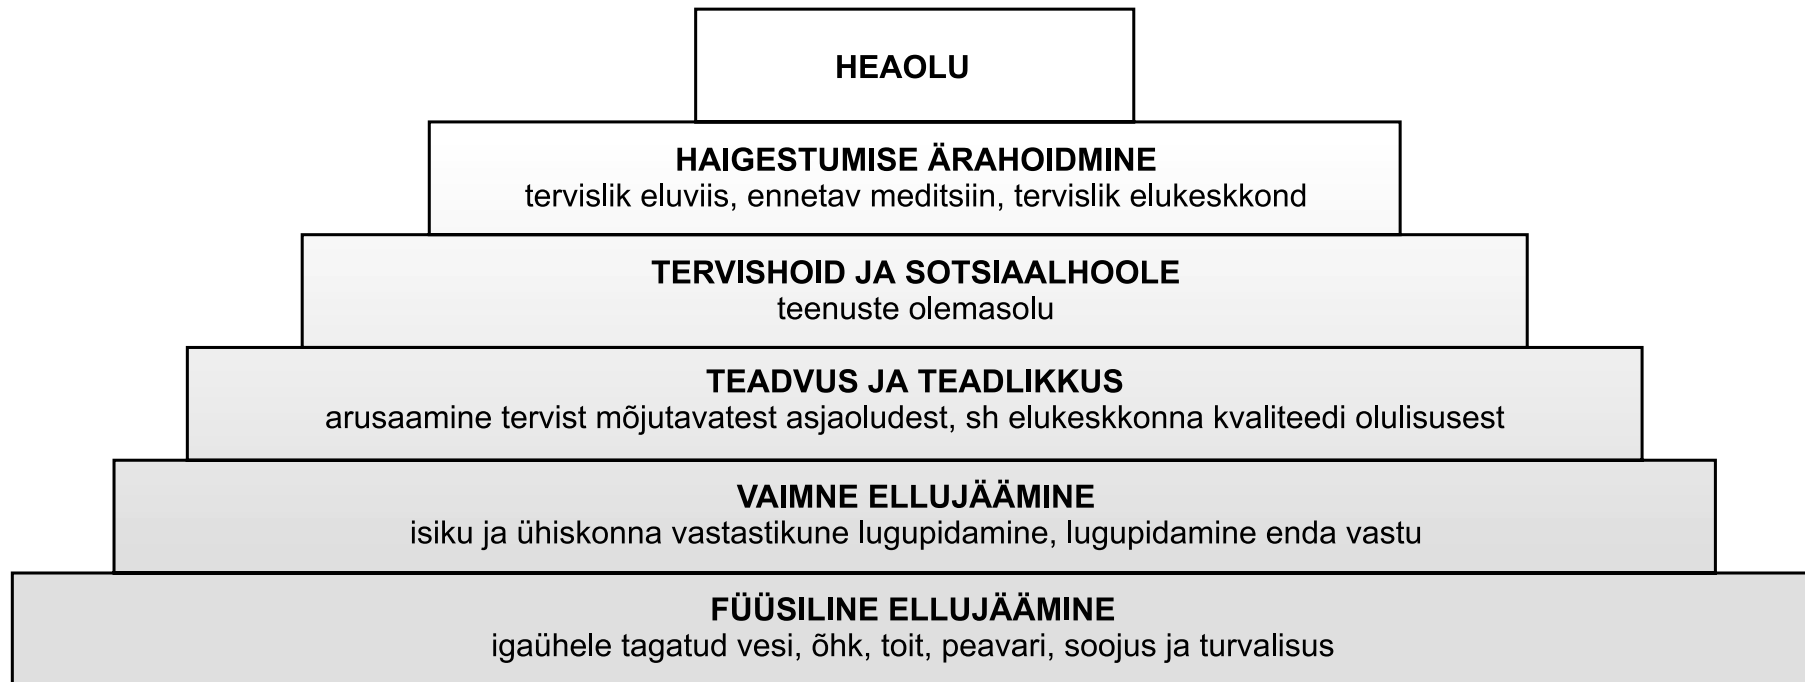 HEAOLU
HAIGESTUMISE ÄRAHOIDMINE
tervislik eluviis, ennetav meditsiin, tervislik elukeskkond
TERVISHOID JA SOTSIAALHOOLE
teenuste olemasolu
TEADVUS JA TEADLIKKUS
arusaamine tervist mõjutavatest asjaoludest, sh elukeskkonna kvaliteedi olulisusest
VAIMNE ELLUJÄÄMINE
isiku ja ühiskonna vastastikune lugupidamine, lugupidamine enda vastu
FÜÜSILINE ELLUJÄÄMINE
igaühele tagatud vesi, õhk, toit, peavari, soojus ja turvalisus